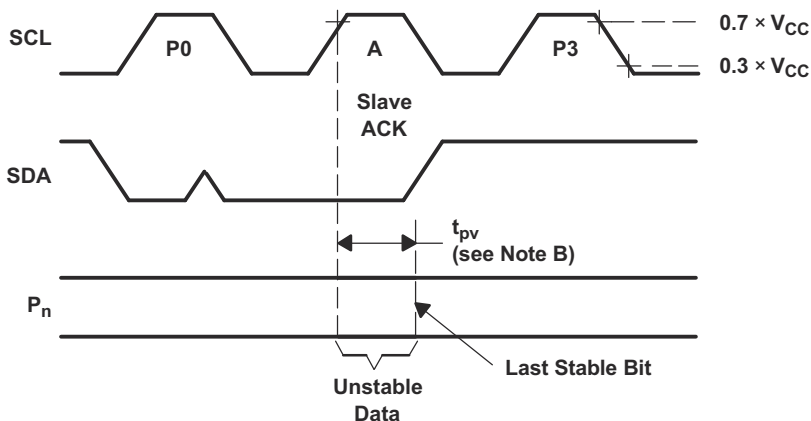 SCL
P0
A
P3
0.7 × VCC
0.3 × VCC
Slave
ACK
SDA
tpv
(see Note B)
Pn
Last Stable Bit
Unstable
Data